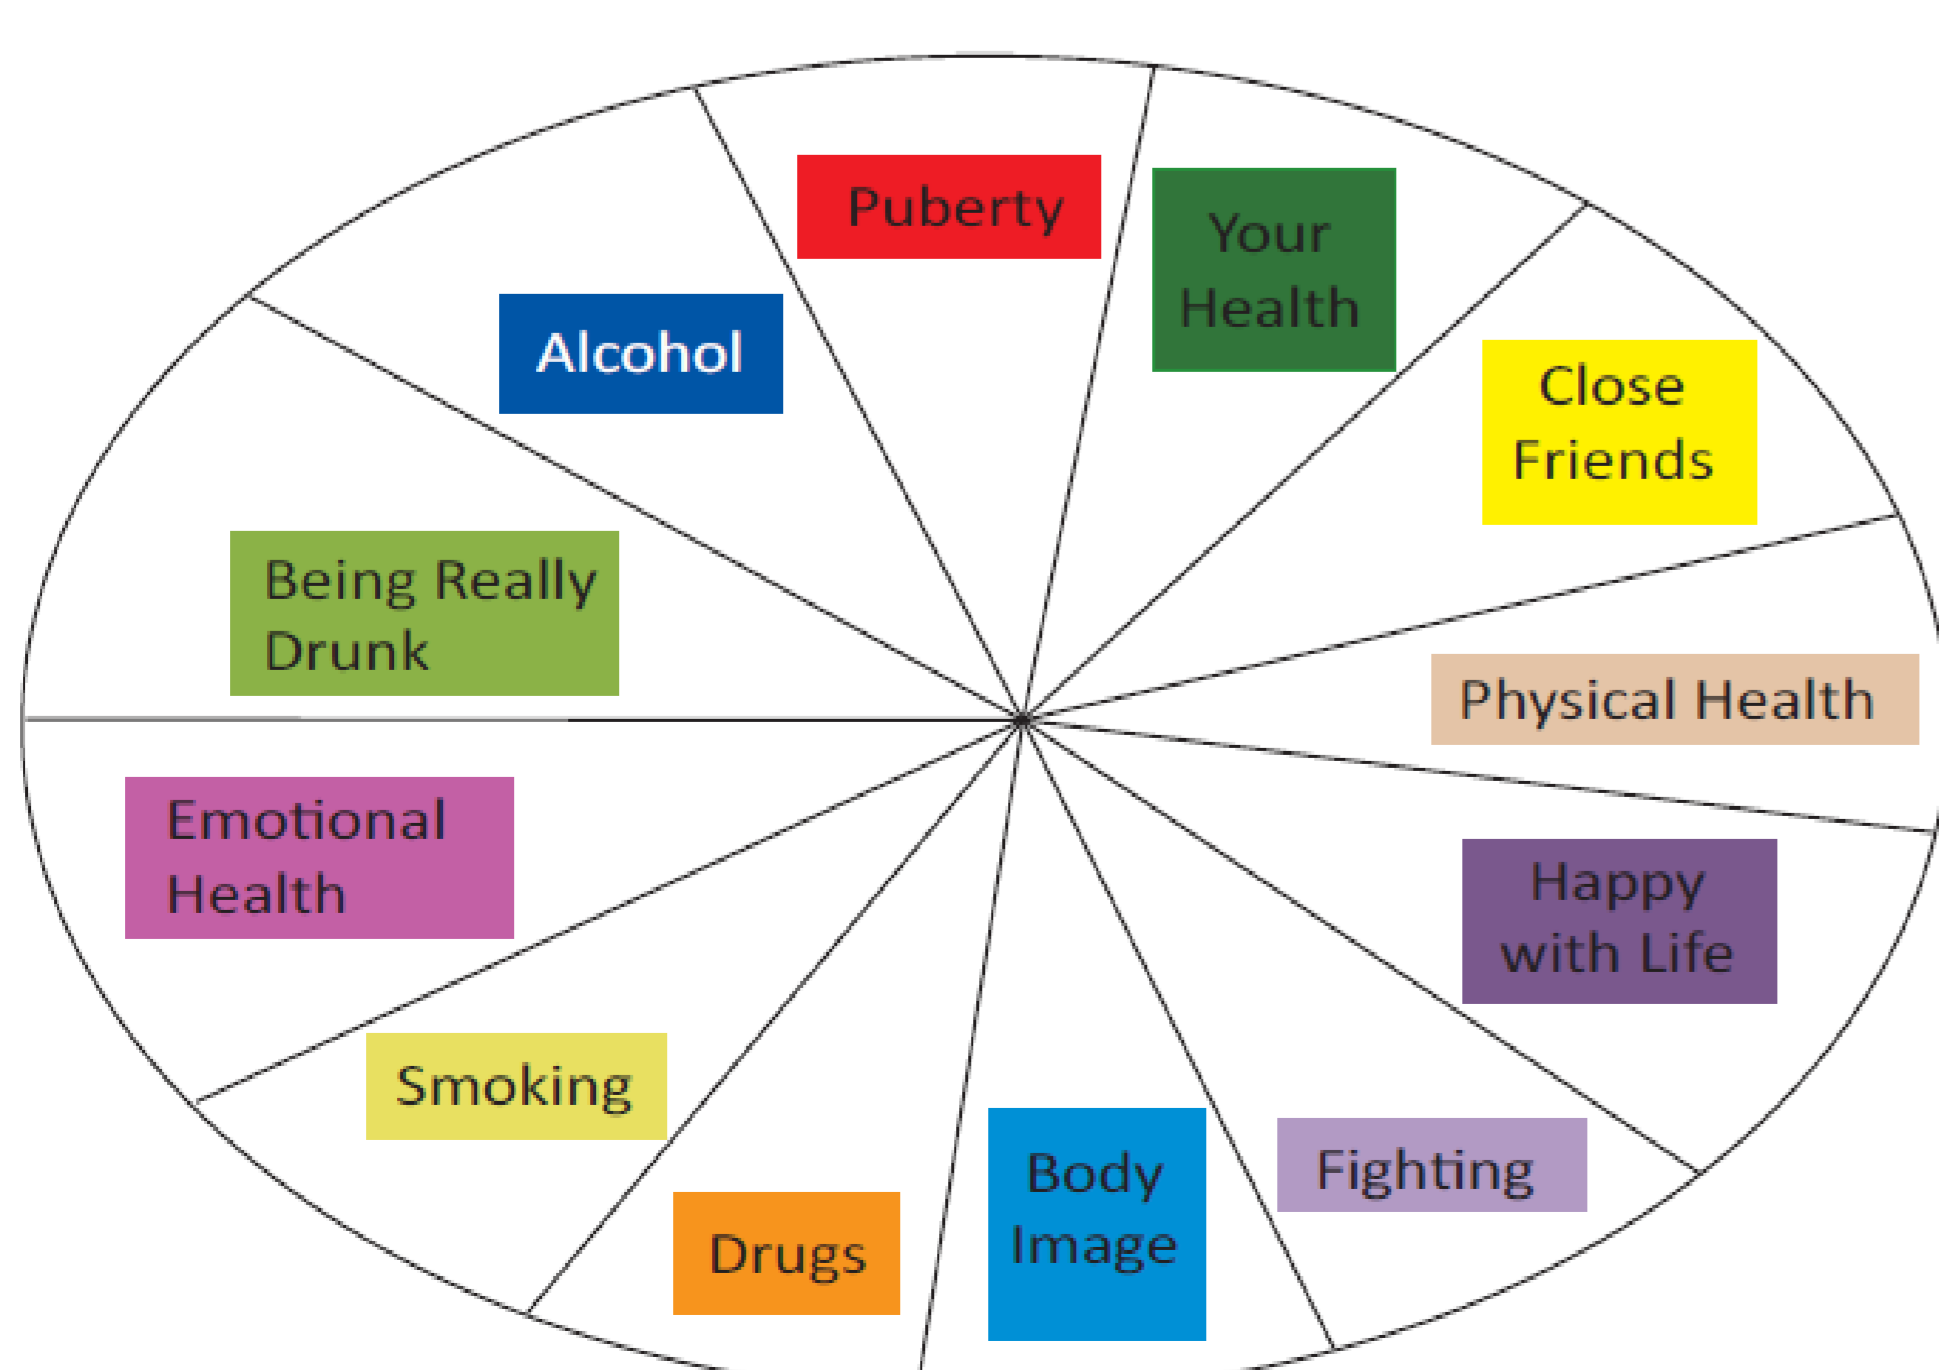 Puberty
Your
Health
Close
Friends
Physical Health
Happy
with Life
Fighting
Body
Image
Drugs
Smoking
Emotional
Health
Being Really
Drunk
Alcohol